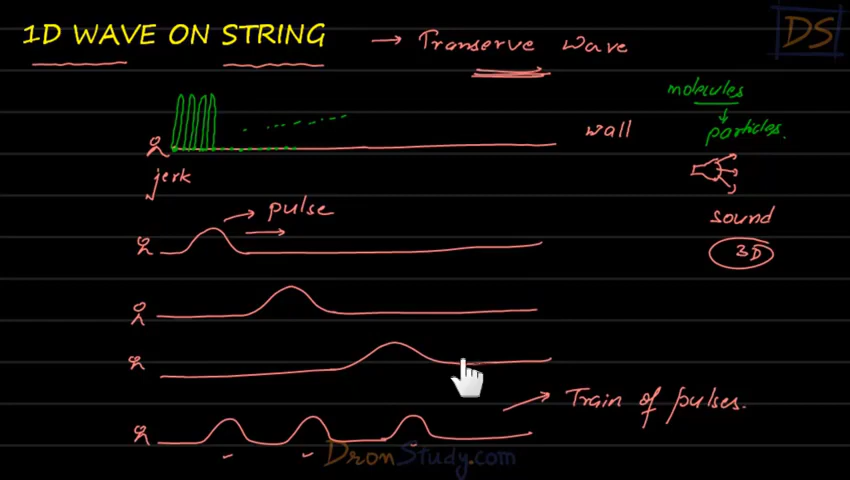 1D WAVE ON STRING → Transerve Wave
DS
molecules
particles.
wall
jerk
pulse
sound
3D
Train of pulses.
DronStudy.com